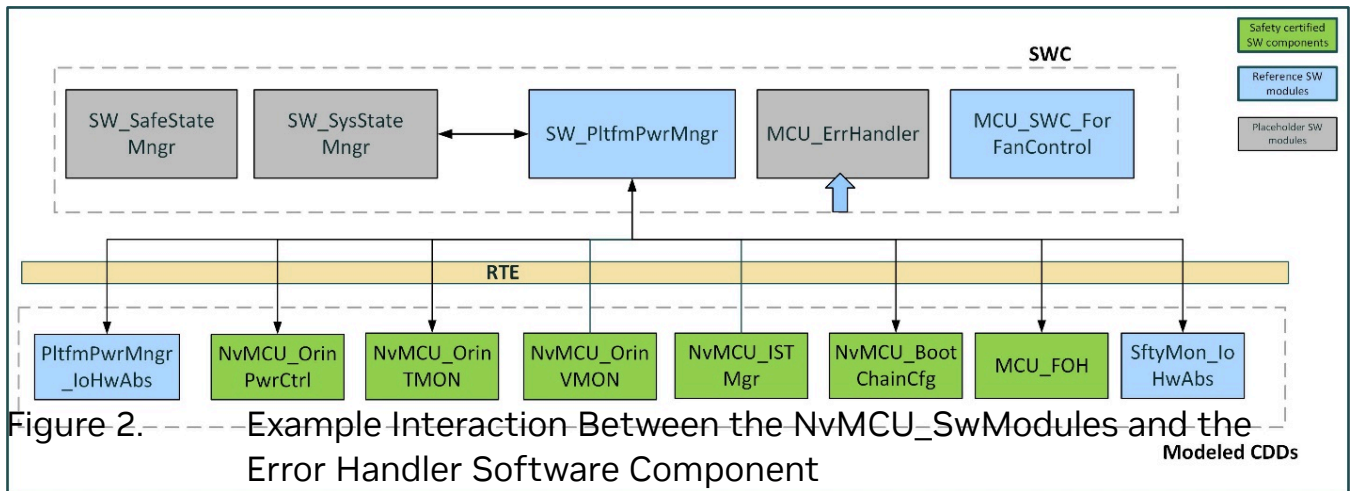 Safety certified
SW components
SWC
Reference SW
modules
SW_SafeState
Mngr
SW_SysState
Mngr
SW_PltfmPwrMngr
MCU_ErrHandler
MCU_SWC_For
FanControl
Placeholder SW
modules
RTE
PltfmPwrMngr
_IoHwAbs
NvMCU_Orin
PwrCtrl
NvMCU_Orin
TMON
NvMCU_Orin
VMON
NvMCU_IST
Mgr
NvMCU_Boot
ChainCfg
MCU_FOH
SftyMon_Io
HwAbs
Figure 2. Example Interaction Between the NvMCU_SwModules and the
Error Handler Software Component
Modeled CDDs